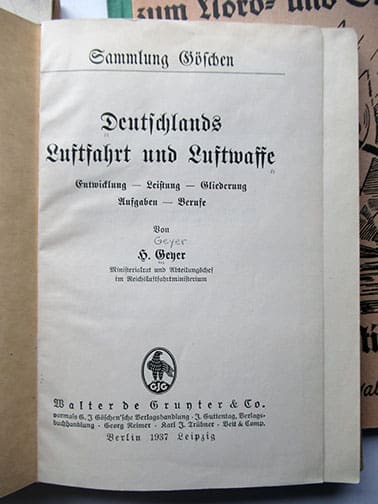 zum Nord- und
Sammlung Göschen
Deutschlands
Luftfahrt und Luftwaffe
Entwicklung — Leistung — Gliederung
Aufgaben — Berufe
Von
Geyer
H. Geyer
Ministerialrat und Abteilungschef
im Reichsluftfahrtministerium
GJG
Walter de Gruyter & Co.
vormals G. J. Göschen'sche Verlagshandlung · J. Guttentag, Verlags-
buchhandlung · Georg Reimer · Karl J. Trübner · Veit & Comp.
Berlin 1937 Leipzig